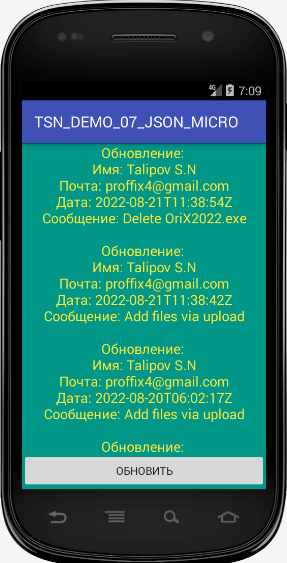 7:09
TSN_DEMO_07_JSON_MICRO
Обновление:
Имя: Talipov S.N
Почта: proffix4@gmail.com
Дата: 2022-08-21T11:38:54Z
Сообщение: Delete OriX2022.exe
Обновление:
Имя: Talipov S.N
Почта: proffix4@gmail.com
Дата: 2022-08-21T11:38:42Z
Сообщение: Add files via upload
Обновление:
Имя: Talipov S.N
Почта: proffix4@gmail.com
Дата: 2022-08-20T06:02:17Z
Сообщение: Add files via upload
Обновление:
ОБНОВИТЬ